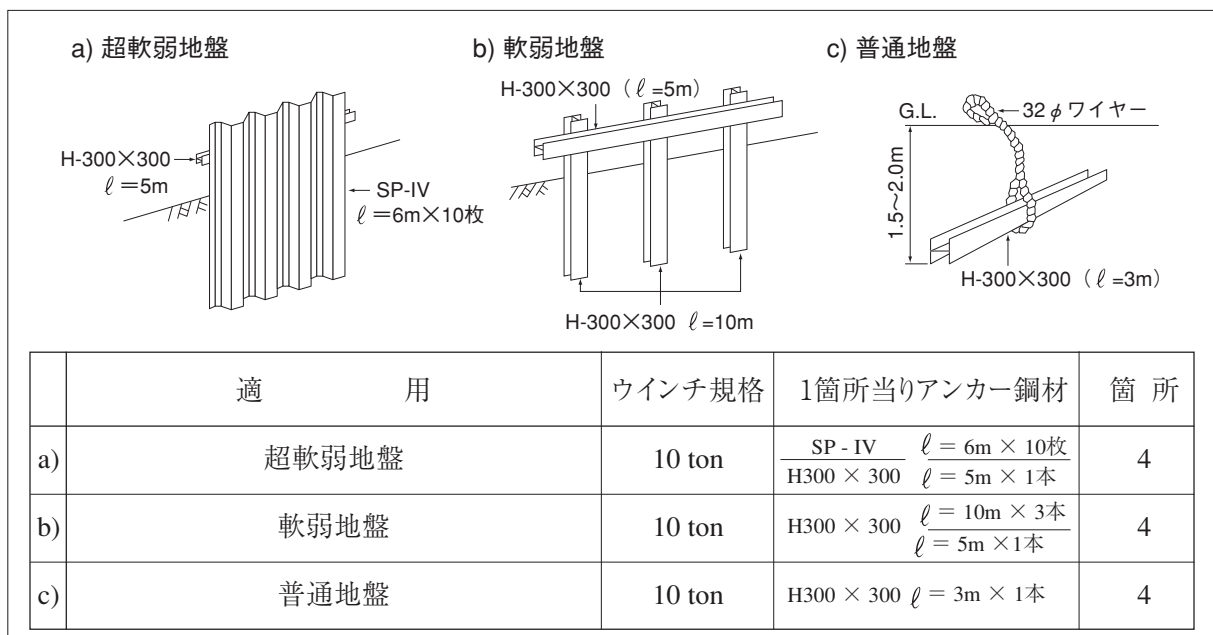 a) 超軟弱地盤
H-300×300
ℓ＝5m
SP-IV
ℓ＝6m×10枚
b) 軟弱地盤
H-300×300（ℓ=5m）
H-300×300 ℓ=10m
c) 普通地盤
G.L.
32φワイヤー
1.5~2.0m
H-300×300（ℓ=3m）
適 用 ウインチ規格 1箇所当りアンカー鋼材 箇 所
a) 超軟弱地盤 10 ton SP - IV ℓ = 6m × 10枚 4
H300 × 300 ℓ = 5m × 1本
b) 軟弱地盤 10 ton H300 × 300 ℓ = 10m × 3本 4
ℓ = 5m ×1本
c) 普通地盤 10 ton H300 × 300 ℓ = 3m × 1本 4